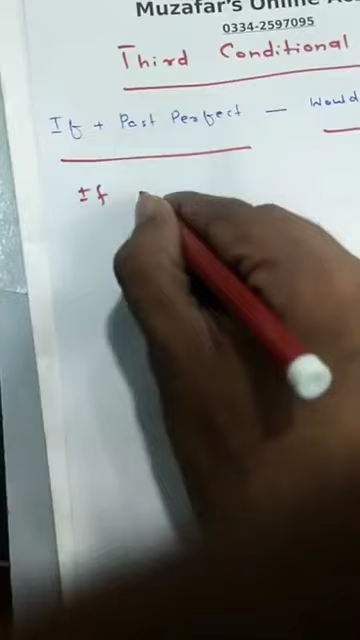 Muzafar's Online
0334-2597095
Third Conditional
If + Past Perfect — Would
If